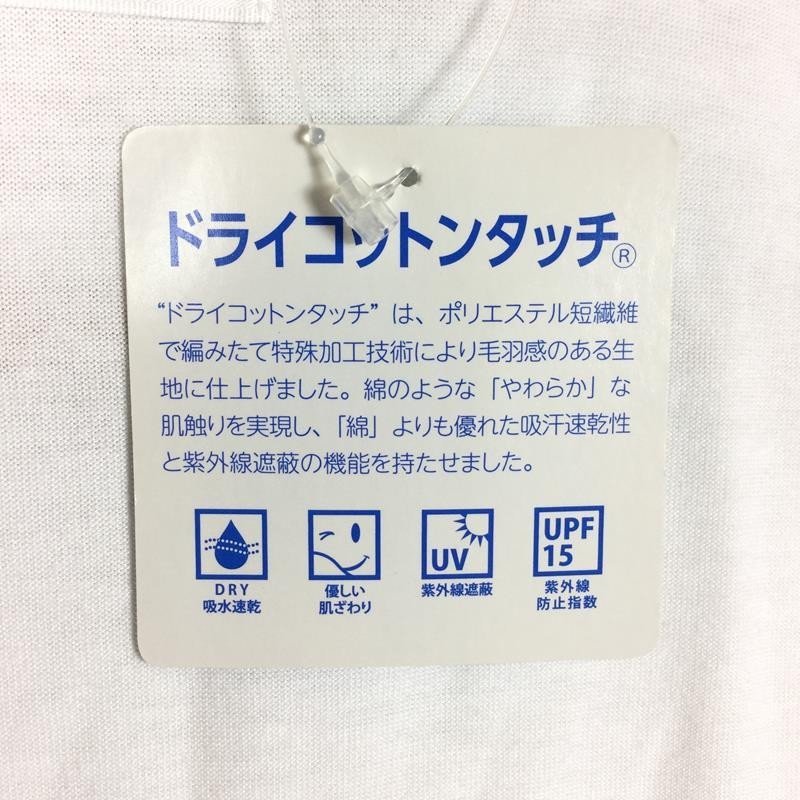 ドライコットンタッチ®
“ドライコットンタッチ”は、ポリエステル短繊維
で編みたて特殊加工技術により毛羽感のある生
地に仕上げました。綿のような「やわらか」な
肌触りを実現し、「綿」よりも優れた吸汗速乾性
と紫外線遮蔽の機能を持たせました。
DRY
吸水速乾
優しい
肌ざわり
UV
紫外線遮蔽
UPF
15
紫外線
防止指数